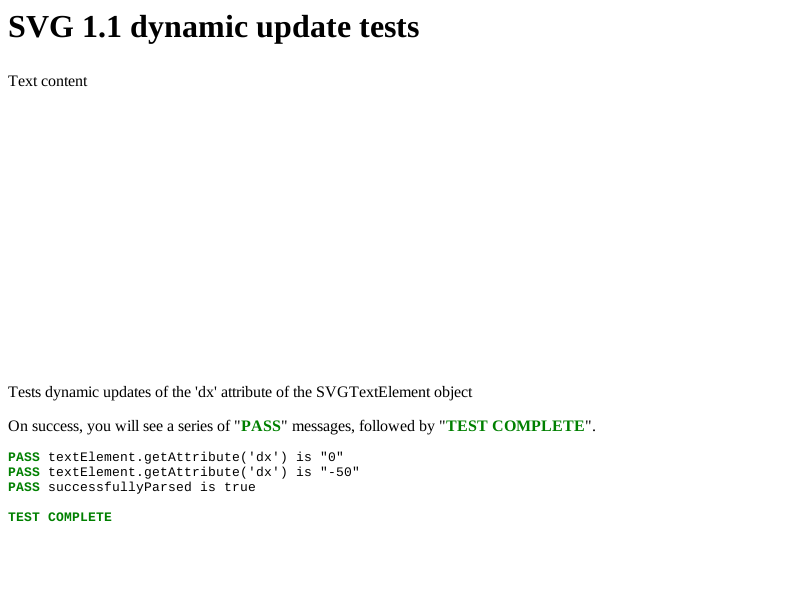 SVG 1.1 dynamic update tests
Text content
Tests dynamic updates of the 'dx' attribute of the SVGTextElement object
On success, you will see a series of "PASS" messages, followed by "TEST COMPLETE".
PASS textElement.getAttribute('dx') is "0"
PASS textElement.getAttribute('dx') is "-50"
PASS successfullyParsed is true
TEST COMPLETE